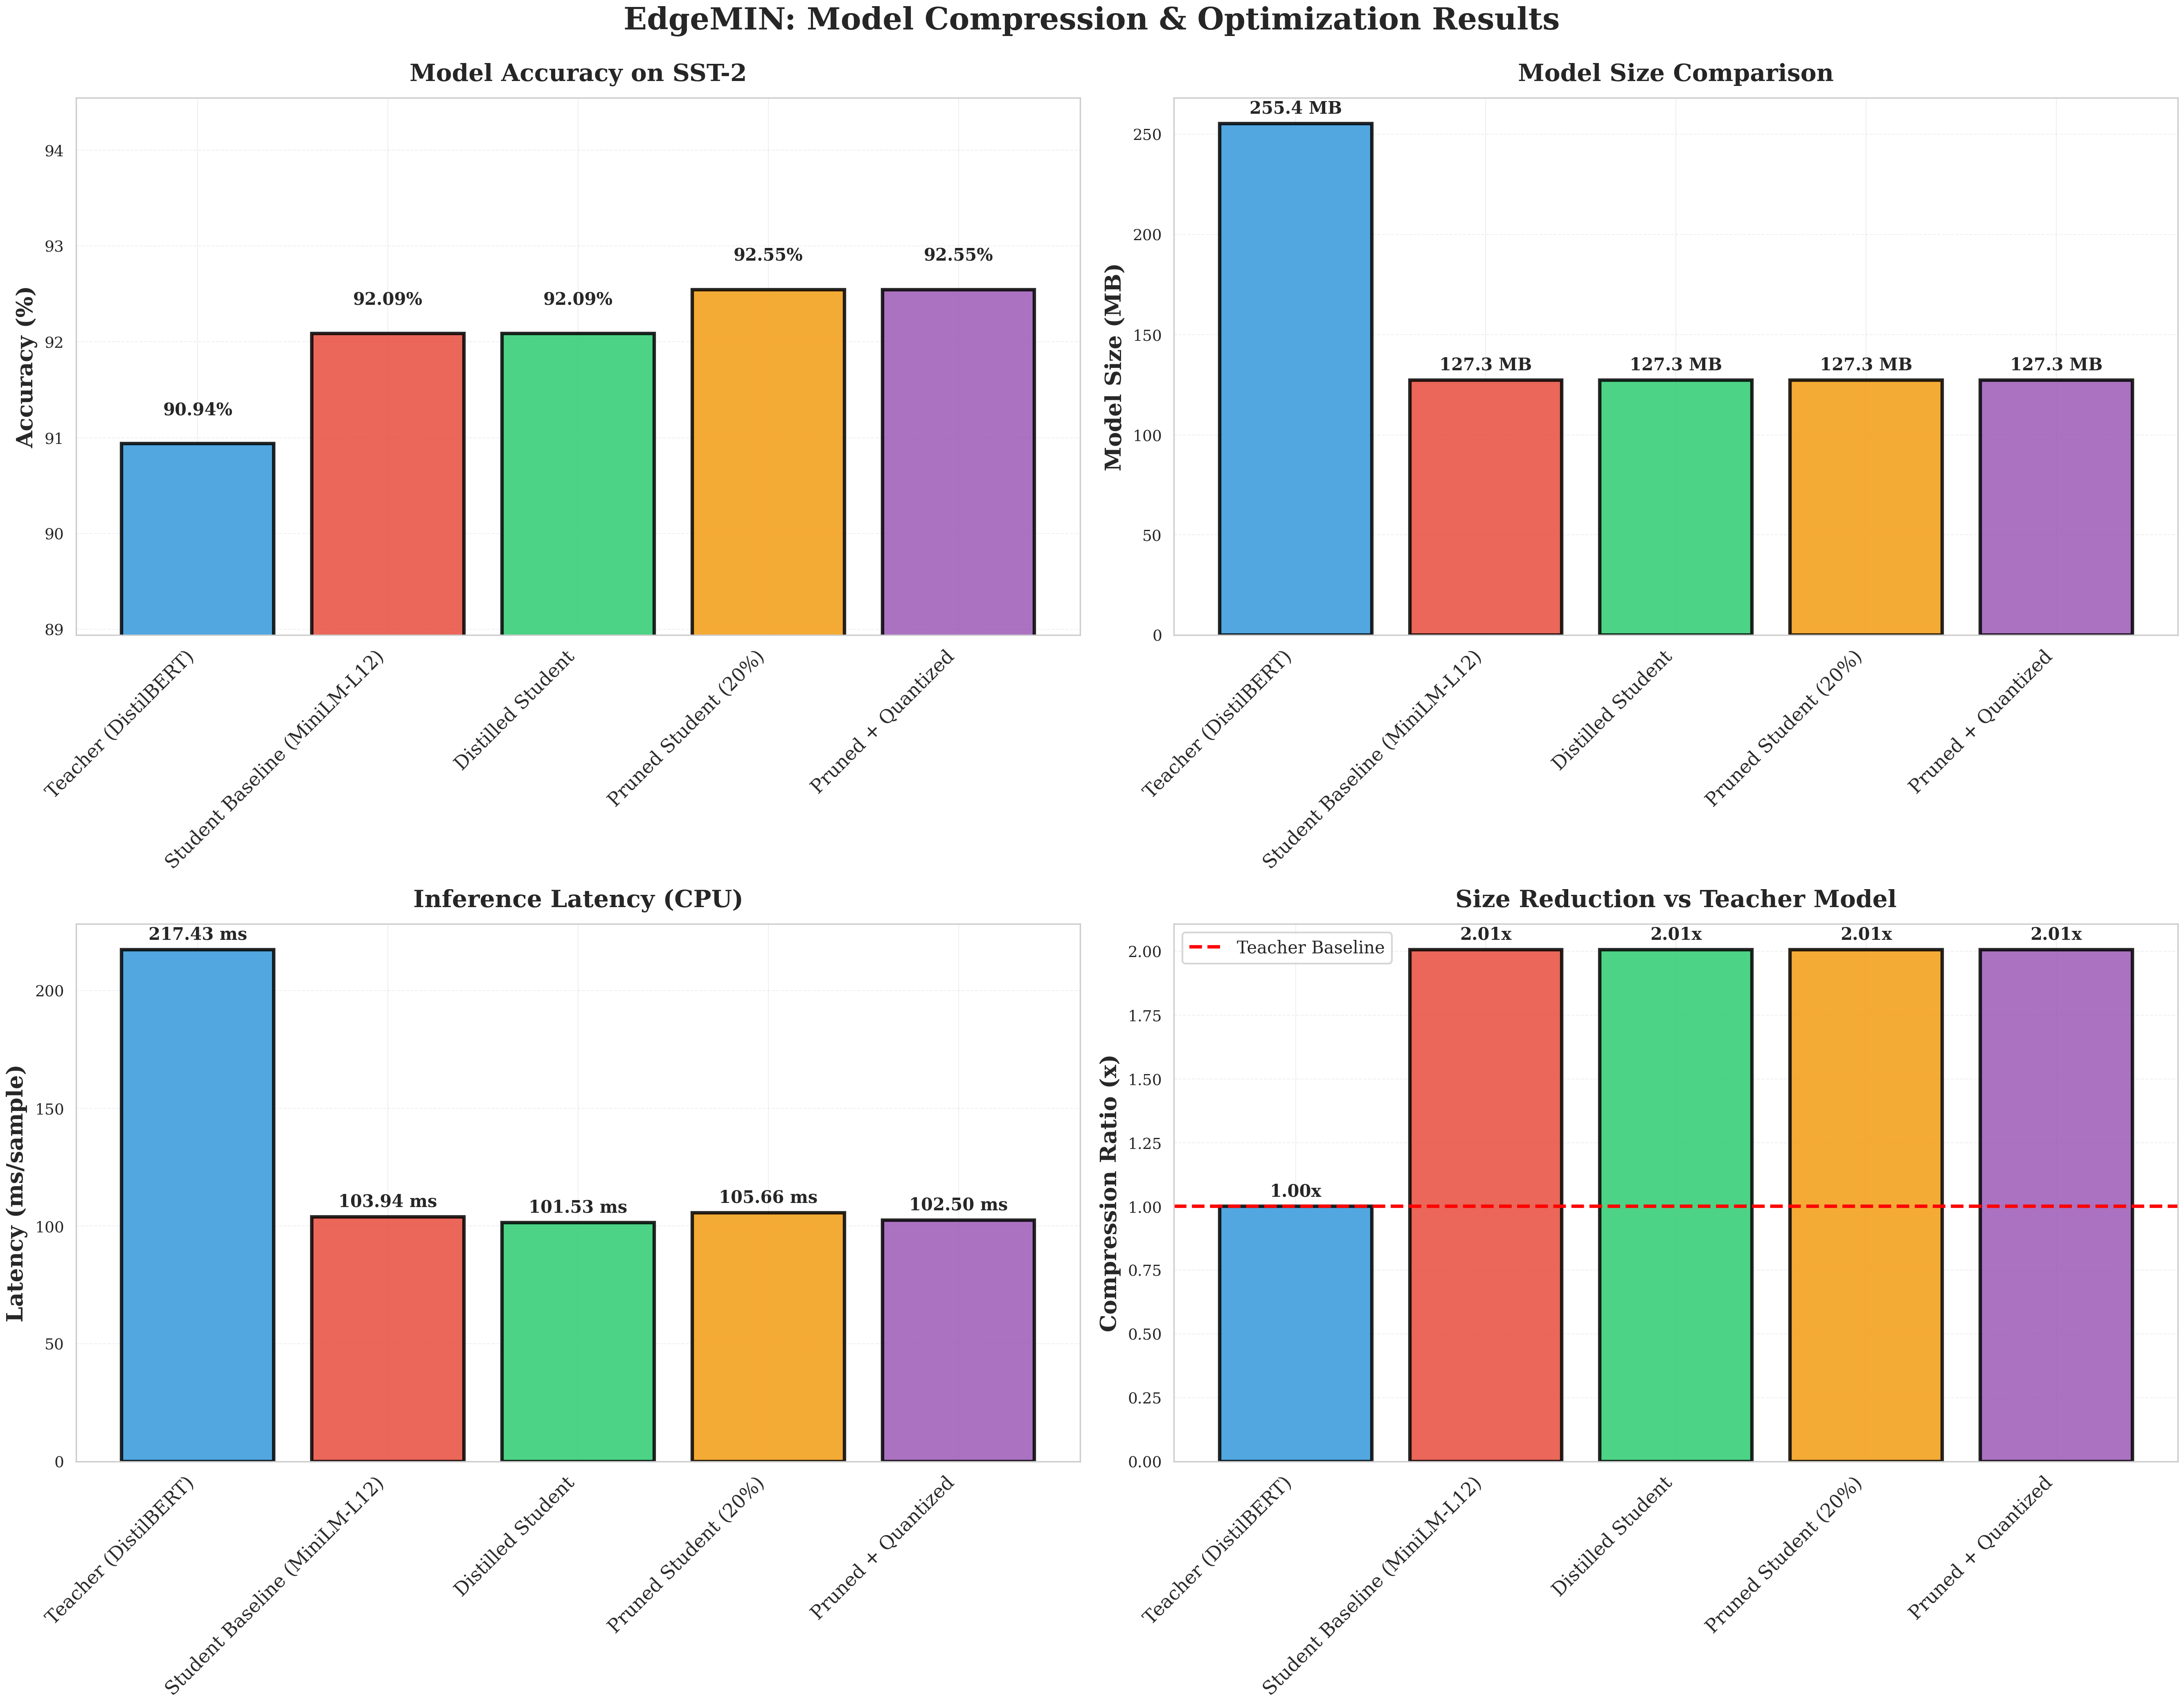 EdgeMIN: Model Compression & Optimization Results
Model Accuracy on SST-2
Accuracy (%)
94
93
92
91
90
89
90.94%
92.09%
92.09%
92.55%
92.55%
Teacher (DistilBERT)
Student Baseline (MiniLM-L12)
Distilled Student
Pruned Student (20%)
Pruned + Quantized
Model Size Comparison
Model Size (MB)
250
200
150
100
50
0
255.4 MB
127.3 MB
127.3 MB
127.3 MB
127.3 MB
Teacher (DistilBERT)
Student Baseline (MiniLM-L12)
Distilled Student
Pruned Student (20%)
Pruned + Quantized
Inference Latency (CPU)
Latency (ms/sample)
200
150
100
50
0
217.43 ms
103.94 ms
101.53 ms
105.66 ms
102.50 ms
Teacher (DistilBERT)
Student Baseline (MiniLM-L12)
Distilled Student
Pruned Student (20%)
Pruned + Quantized
Size Reduction vs Teacher Model
Compression Ratio (x)
2.00
1.75
1.50
1.25
1.00
0.75
0.50
0.25
0.00
Teacher Baseline
1.00x
2.01x
2.01x
2.01x
2.01x
Teacher (DistilBERT)
Student Baseline (MiniLM-L12)
Distilled Student
Pruned Student (20%)
Pruned + Quantized